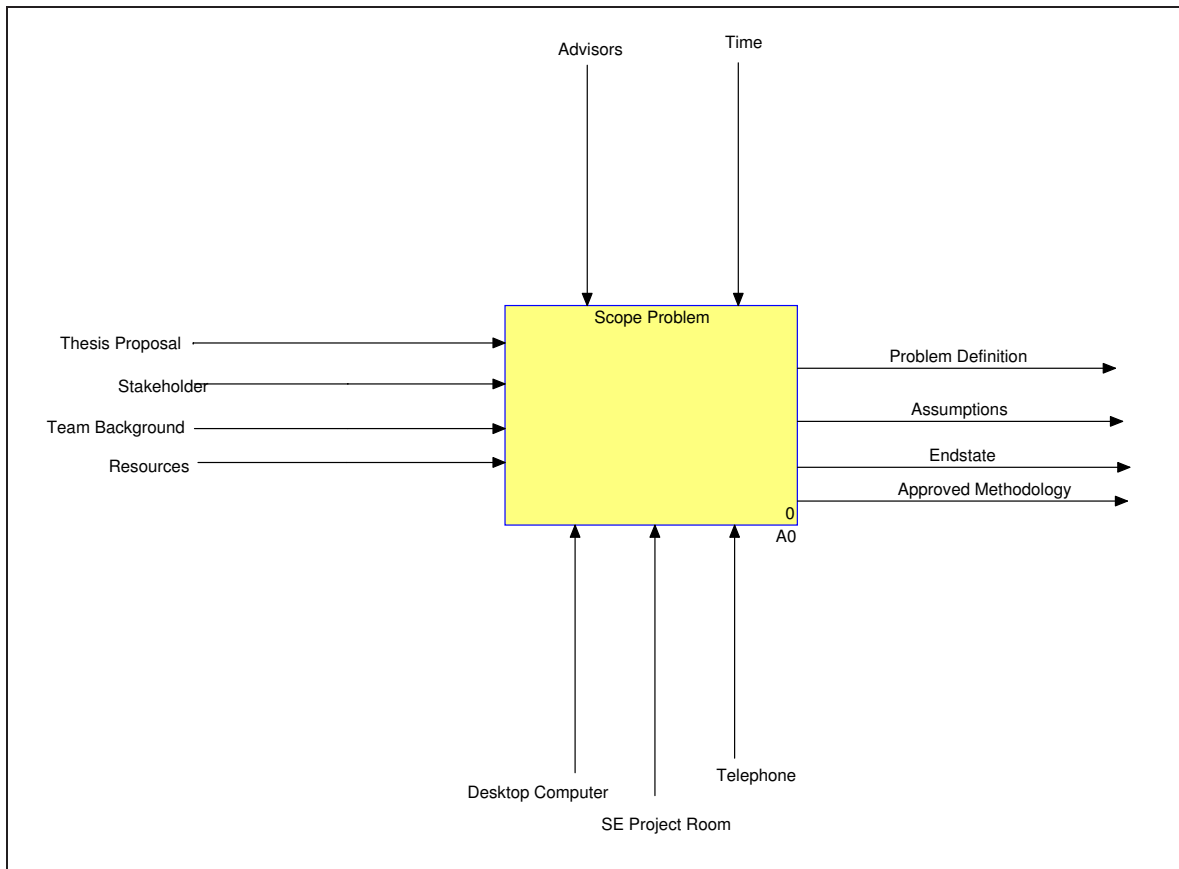 Advisors
Time
Scope Problem
Thesis Proposal
Stakeholder
Team Background
Resources
Problem Definition
Assumptions
Endstate
Approved Methodology
0
A0
Desktop Computer
SE Project Room
Telephone